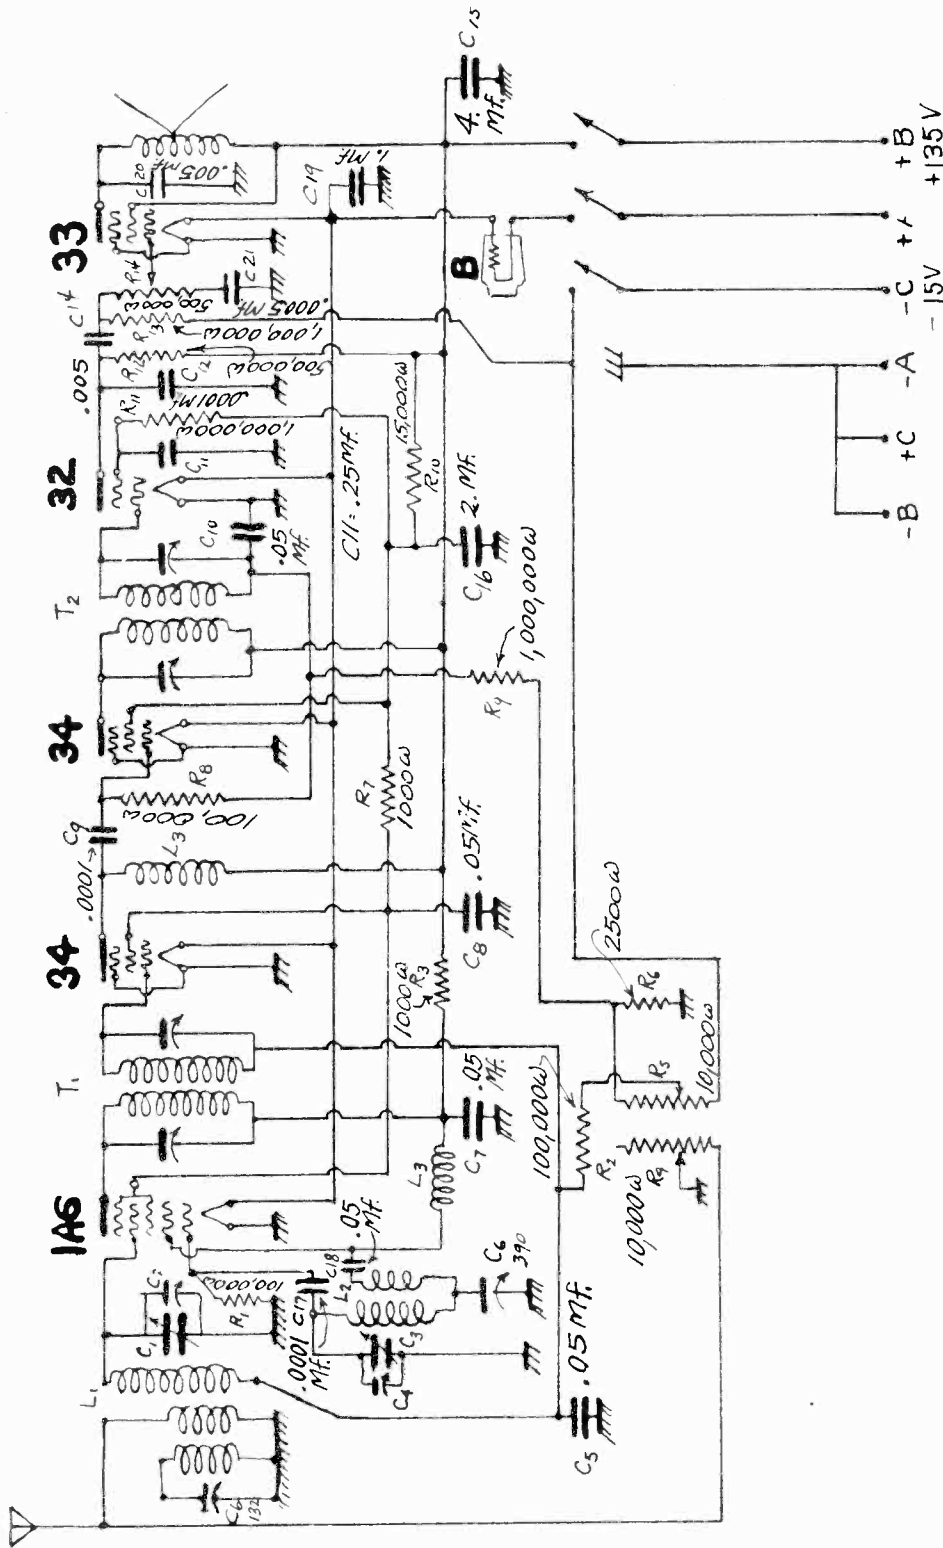 1A6
34
34
32
33
L1
C6
132
C1
C2
R1
100,000ω
C17
.0001
Mf.
L2
C18
.05
Mf.
C3
C4
C6
390
C5
.05 Mf.
T1
L3
C7
.05
Mf.
R3
1000ω
C8
.05 Mf.
L3
.0001
C9
R8
100,000ω
R7
1000ω
T2
C10
.05
Mf.
C11
R11
1,000,000ω
.0001 Mf
C12
R12
500,000ω
.005
C14
R13
1,000,000ω
R14
500,000ω
.0005 Mf
C21
C20
.005 Mf.
C19
1. Mf.
C15
4.
Mf.
C11=.25Mf.
15,000ω
R10
C16
2. Mf.
R4
1,000,000ω
2500ω
R6
R5
10,000ω
100,000ω
R2
10,000ω
R9
B
-B
+C
-A
-C
-15V
+A
+B
+135V